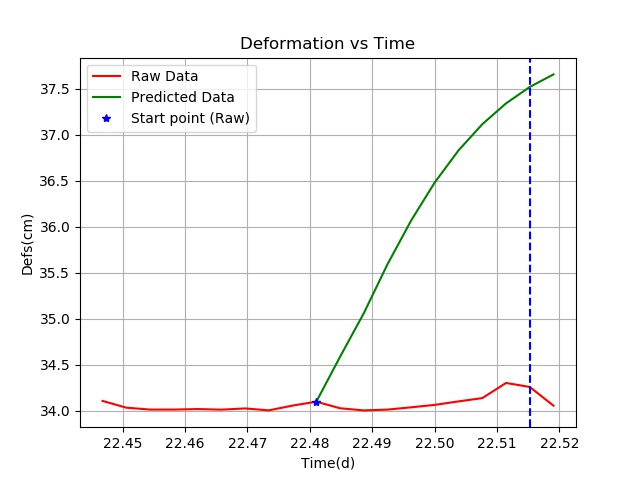 Deformation vs Time
Raw Data
Predicted Data
Start point (Raw)
37.5
37.0
36.5
36.0
35.5
35.0
34.5
34.0
Defs(cm)
22.45 22.46 22.47 22.48 22.49 22.50 22.51 22.52
Time(d)